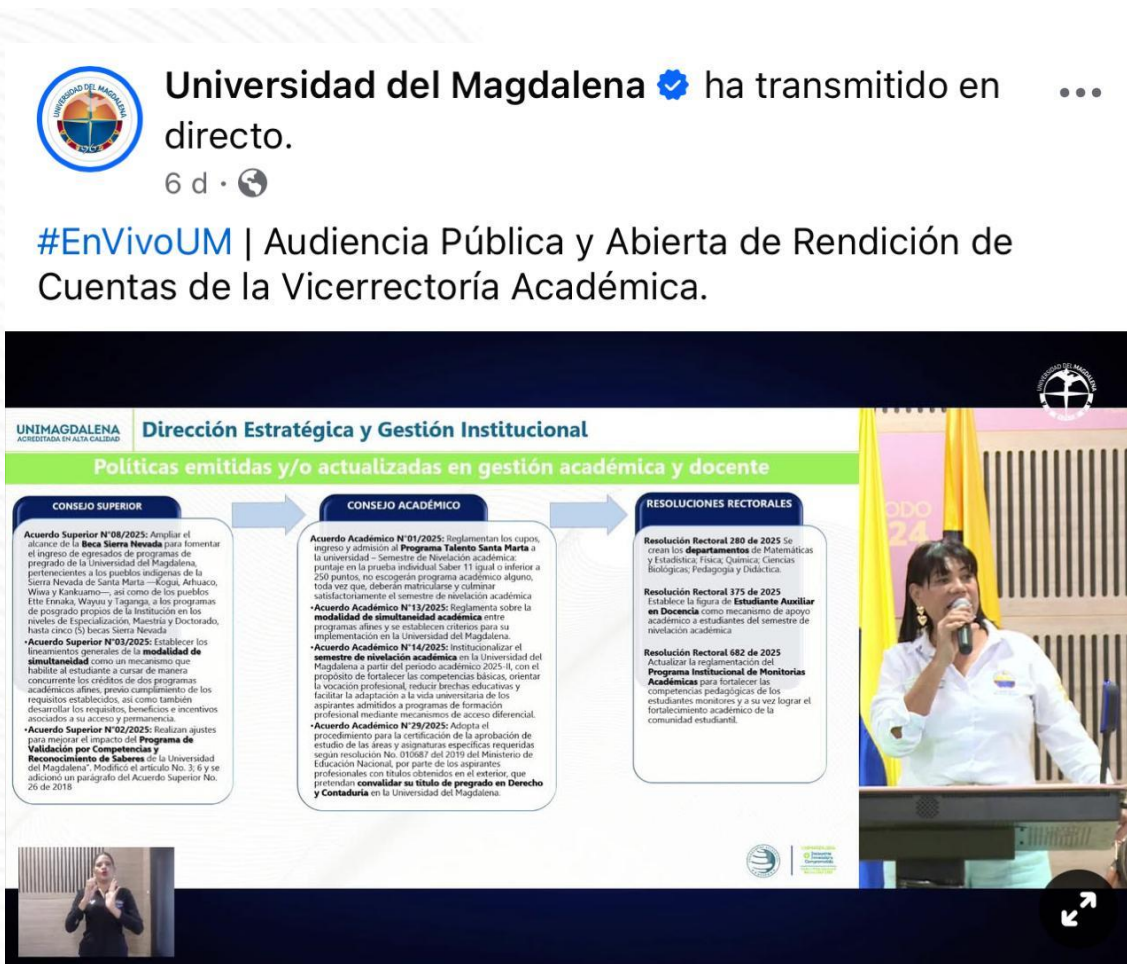 Universidad del Magdalena ha transmitido en
directo.
6 d ·
#EnVivoUM | Audiencia Pública y Abierta de Rendición de
Cuentas de la Vicerrectoría Académica.
UNIVERSIDAD DEL MAGDALENA
UNIMAGDALENA
ACREDITADA EN ALTA CALIDAD
Dirección Estratégica y Gestión Institucional
Políticas emitidas y/o actualizadas en gestión académica y docente
CONSEJO SUPERIOR
Acuerdo Superior N°08/2025: Ampliar el
alcance de la Beca Sierra Nevada para fomentar
el ingreso de egresados de programas de
pregrado de la Universidad del Magdalena,
pertenecientes a los pueblos indígenas de la
Sierra Nevada de Santa Marta —Kogui, Arhuaco,
Wiwa y Kankuamo—, así como de los pueblos
Ette Ennaka, Wayuu y Taganga, a los programas
de posgrado propios de la Institución en los
niveles de Especialización, Maestría y Doctorado,
hasta cinco (5) becas Sierra Nevada
•Acuerdo Superior N°03/2025: Establecer los
lineamientos generales de la modalidad de
simultaneidad como un mecanismo que
habilite al estudiante a cursar de manera
concurrente los créditos de dos programas
académicos afines, previo cumplimiento de los
requisitos establecidos, así como también
desarrollar los requisitos, beneficios e incentivos
asociados a su acceso y permanencia.
•Acuerdo Superior N°02/2025: Realizan ajustes
para mejorar el impacto del Programa de
Validación por Competencias y
Reconocimiento de Saberes de la Universidad
del Magdalena". Modificó el artículo No. 3; 6 y se
adicionó un parágrafo del Acuerdo Superior No.
26 de 2018
CONSEJO ACADÉMICO
Acuerdo Académico N°01/2025: Reglamentan los cupos,
ingreso y admisión al Programa Talento Santa Marta a
la universidad – Semestre de Nivelación académica:
puntaje en la prueba individual Saber 11 igual o inferior a
250 puntos, no escogerán programa académico alguno,
toda vez que, deberán matricularse y culminar
satisfactoriamente el semestre de nivelación académica
•Acuerdo Académico N°13/2025: Reglamenta sobre la
modalidad de simultaneidad académica entre
programas afines y se establecen criterios para su
implementación en la Universidad del Magdalena.
•Acuerdo Académico N°14/2025: Institucionalizar el
semestre de nivelación académica en la Universidad del
Magdalena a partir del periodo académico 2025-II, con el
propósito de fortalecer las competencias básicas, orientar
la vocación profesional, reducir brechas educativas y
facilitar la adaptación a la vida universitaria de los
aspirantes admitidos a programas de formación
profesional mediante mecanismos de acceso diferencial.
•Acuerdo Académico N°29/2025: Adopta el
procedimiento para la certificación de la aprobación de
estudio de las áreas y asignaturas específicas requeridas
según resolución No. 010687 del 2019 del Ministerio de
Educación Nacional, por parte de los aspirantes
profesionales con títulos obtenidos en el exterior, que
pretendan convalidar su título de pregrado en Derecho
y Contaduría en la Universidad del Magdalena.
RESOLUCIONES RECTORALES
Resolución Rectoral 280 de 2025 Se
crean los departamentos de Matemáticas
y Estadística; Física; Química; Ciencias
Biológicas; Pedagogía y Didáctica.
Resolución Rectoral 375 de 2025
Establece la figura de Estudiante Auxiliar
en Docencia como mecanismo de apoyo
académico a estudiantes del semestre de
nivelación académica
Resolución Rectoral 682 de 2025
Actualizar la reglamentación del
Programa Institucional de Monitorias
Académicas para fortalecer las
competencias pedagógicas de los
estudiantes monitores y a su vez lograr el
fortalecimiento académico de la
comunidad estudiantil.
ODO
24